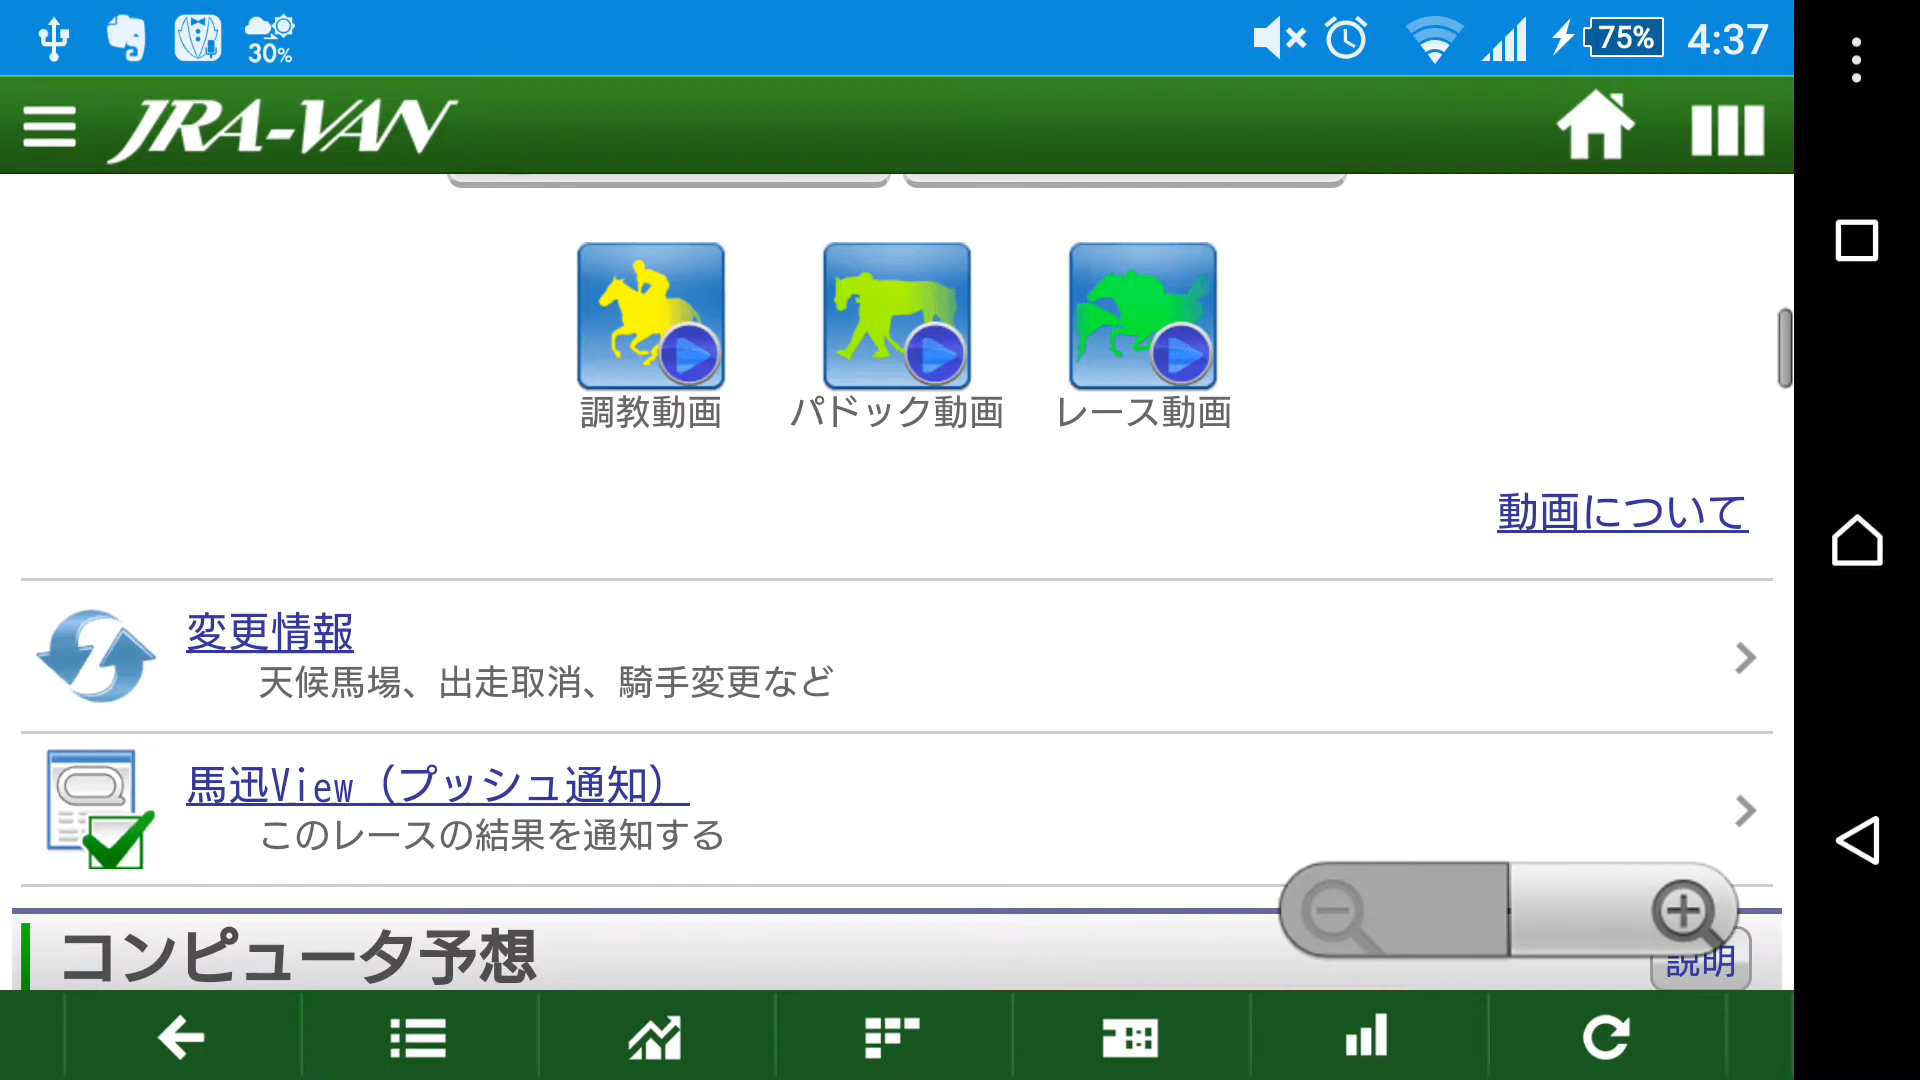 30%
75%
4:37
JRA-VAN
調教動画
パドック動画
レース動画
動画について
変更情報
天候馬場、出走取消、騎手変更など
馬迅View（プッシュ通知）
このレースの結果を通知する
コンピュータ予想
説明